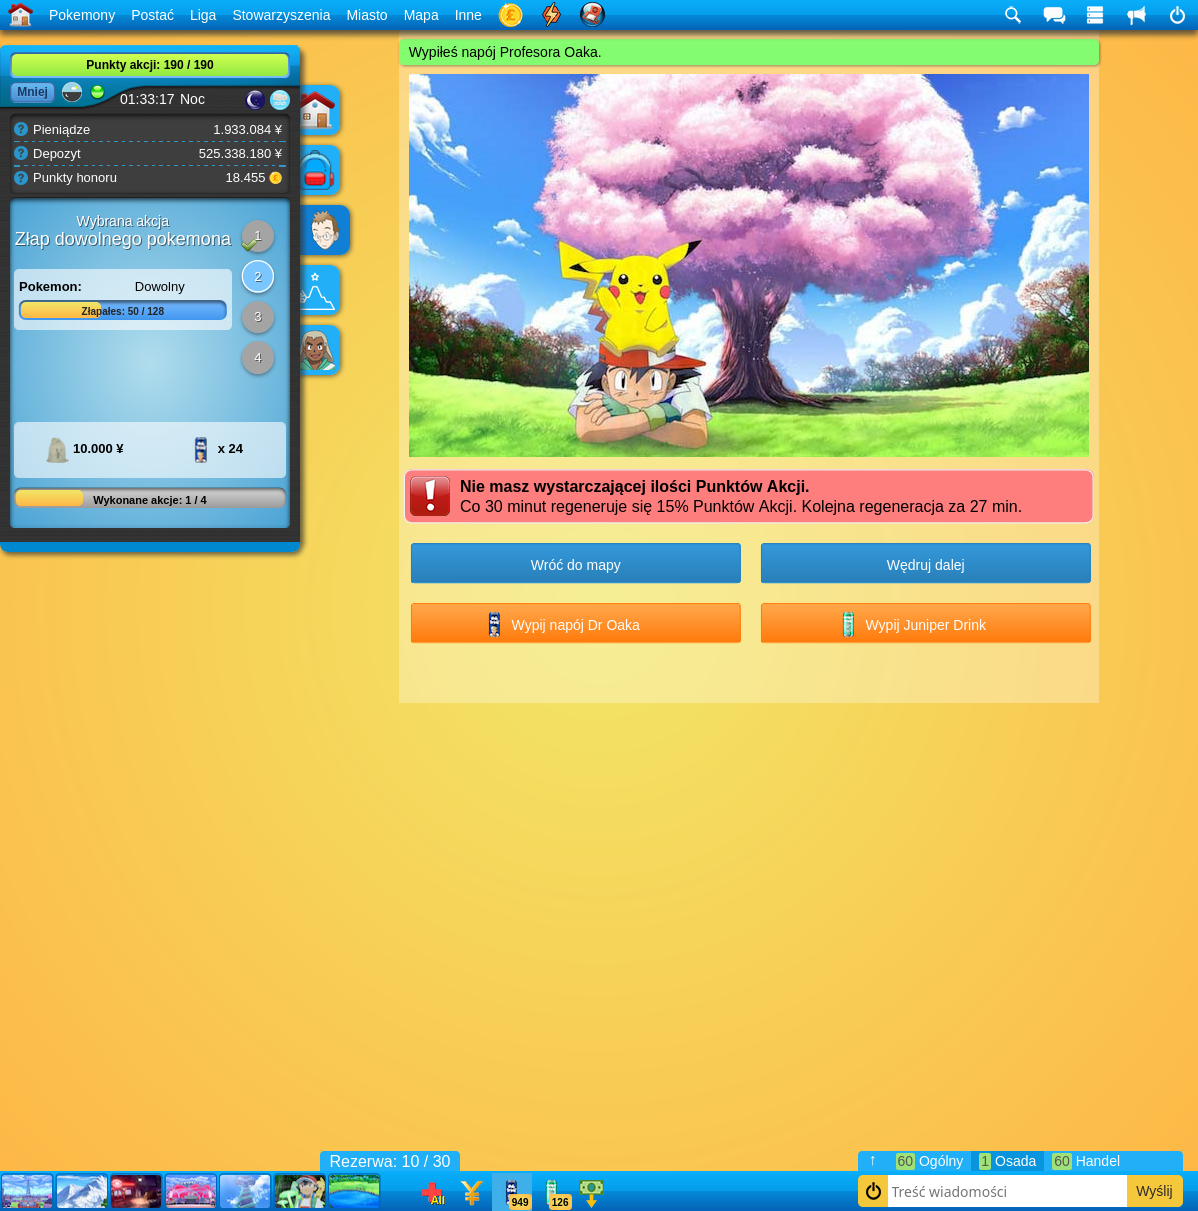 Pokemony Postać Liga Stowarzyszenia Miasto Mapa Inne
Punkty akcji: 190 / 190
Mniej
01:33:17 Noc
Pieniądze 1.933.084 ¥
Depozyt 525.338.180 ¥
Punkty honoru 18.455
Wybrana akcja
Złap dowolnego pokemona
1
2
3
4
Pokemon: Dowolny
Złapałes: 50 / 128
10.000 ¥ x 24
Wykonane akcje: 1 / 4
Wypiłeś napój Profesora Oaka.
Nie masz wystarczającej ilości Punktów Akcji.
Co 30 minut regeneruje się 15% Punktów Akcji. Kolejna regeneracja za 27 min.
Wróć do mapy Wędruj dalej
Wypij napój Dr Oaka Wypij Juniper Drink
Rezerwa: 10 / 30
All
949
126
↑ 60 Ogólny 1 Osada 60 Handel
Treść wiadomości Wyślij